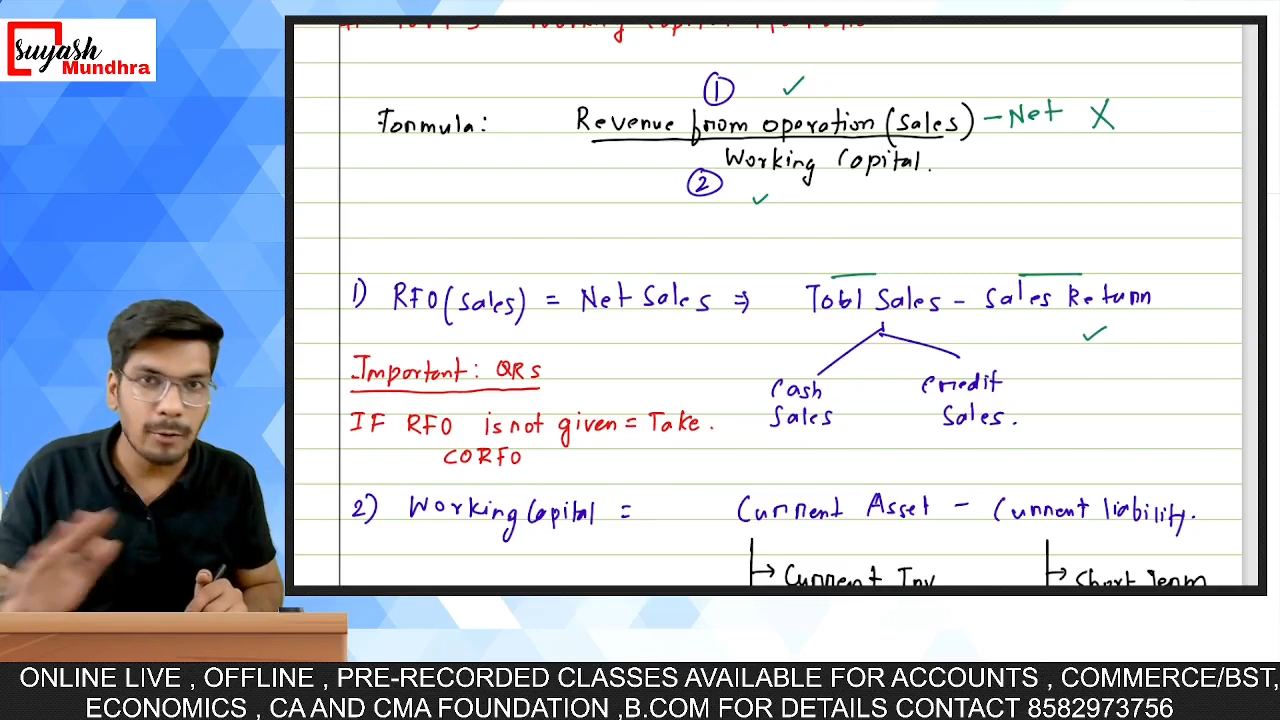 Suyash
Mundhra
Working Capital
①
Formula: Revenue from operation (Sales) - Net X
Working Capital.
②
1) RFO (Sales) = Net Sales ⇒ Total Sales - Sales Return
Important: QRs
Cash Credit
IF RFO is not given = Take. Sales Sales.
CORFO
2) Working Capital = Current Asset - Current liability.
Current Inv Short Term
ONLINE LIVE , OFFLINE , PRE-RECORDED CLASSES AVAILABLE FOR ACCOUNTS , COMMERCE/BST,
ECONOMICS , CA AND CMA FOUNDATION ,B.COM FOR DETAILS CONTACT 8582973756